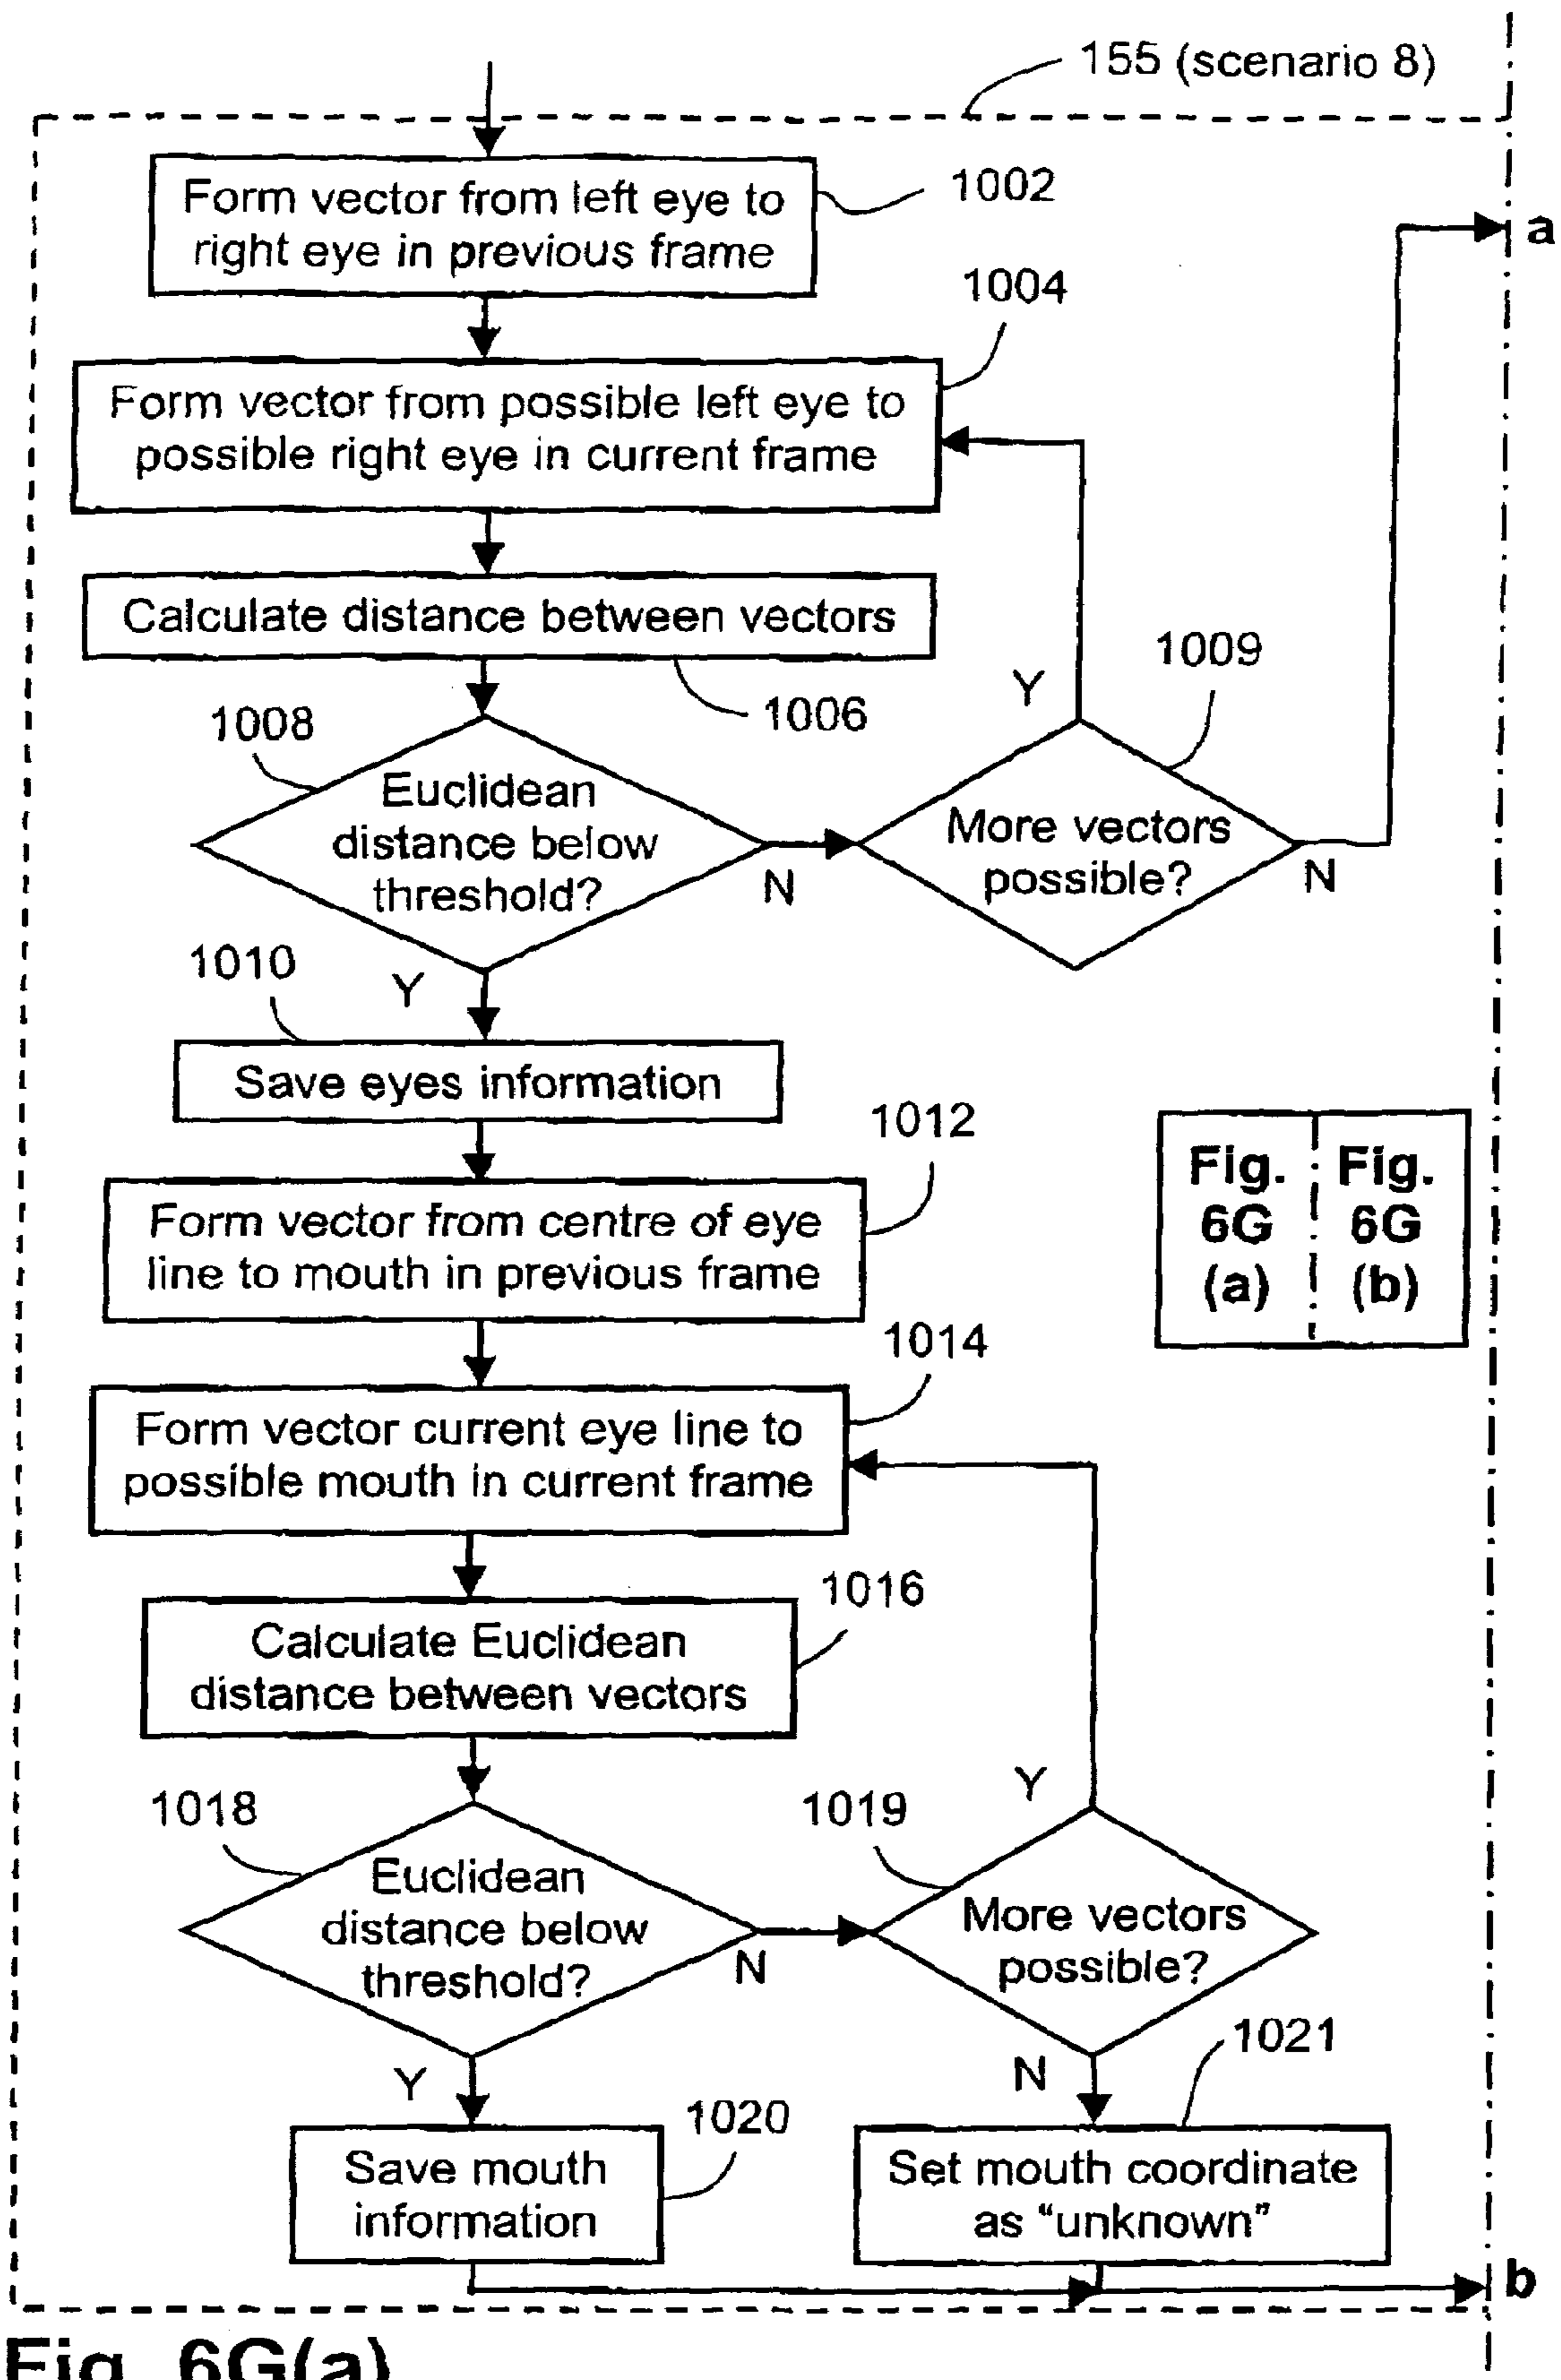 155 (scenario 8)
Form vector from left eye to
right eye in previous frame
1002
a
1004
Form vector from possible left eye to
possible right eye in current frame
Calculate distance between vectors
1006
1008
Euclidean
distance below
threshold?
N
Y
1009
Y
More vectors
possible?
N
1010
Save eyes information
1012
Form vector from centre of eye
line to mouth in previous frame
Fig.
6G
(a)
Fig.
6G
(b)
1014
Form vector current eye line to
possible mouth in current frame
1016
Calculate Euclidean
distance between vectors
1018
Euclidean
distance below
threshold?
N
Y
1019
Y
More vectors
possible?
N
1020
Save mouth
information
1021
Set mouth coordinate
as “unknown”
b
Fig. 6G(a)